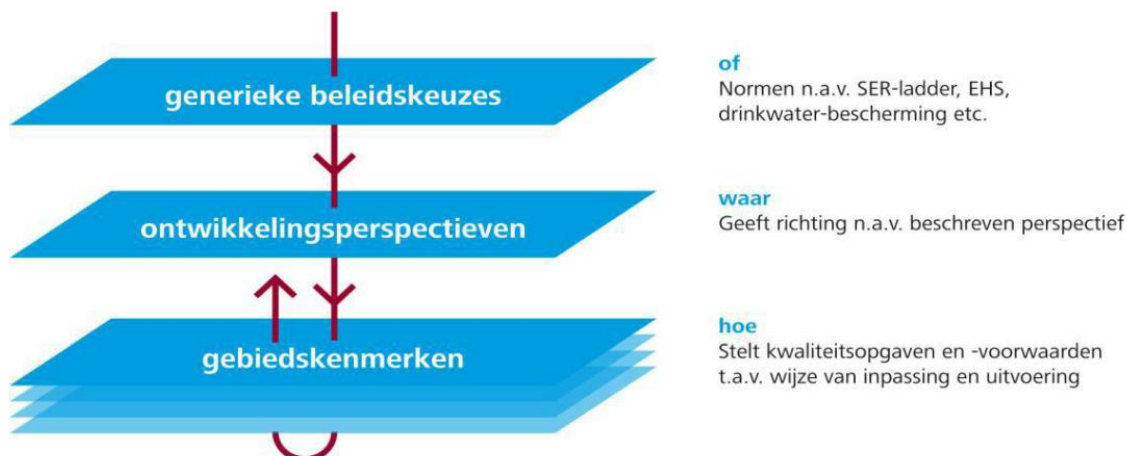 generieke beleidskeuzes
of
Normen n.a.v. SER-ladder, EHS,
drinkwater-bescherming etc.
ontwikkelingsperspectieven
waar
Geeft richting n.a.v. beschreven perspectief
gebiedskenmerken
hoe
Stelt kwaliteitsopgaven en -voorwaarden
t.a.v. wijze van inpassing en uitvoering